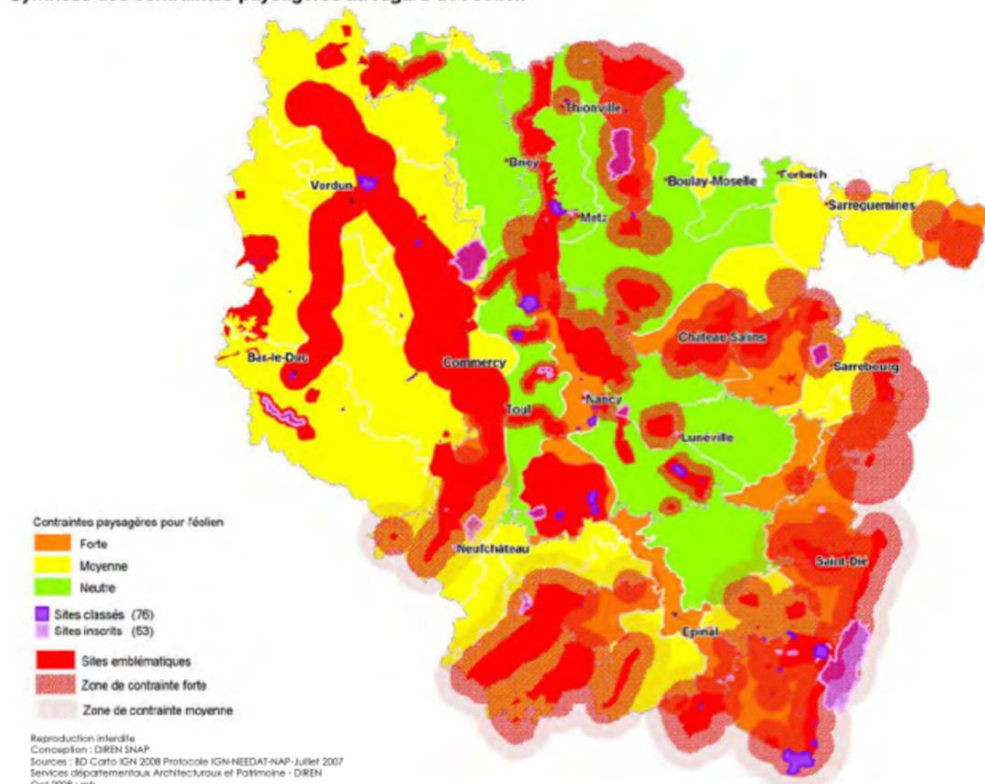 Verdun
Thionville
Briey
Boulay-Moselle
Forbach
Metz
Sarreguemines
Bar-le-Duc
Commercy
Château-Salins
Sarrebourg
Toul
Nancy
Lunéville
Neufchâteau
Saint-Dié
Epinal
Contraintes paysagères pour l'éolien
Forte
Moyenne
Neutre
Sites classés (76)
Sites inscrits (53)
Sites emblématiques
Zone de contrainte forte
Zone de contrainte moyenne
Reproduction interdite
Conception : DIREN SNAP
Sources : BD Carto IGN 2008 Protocole IGN-NEEDAT-NAP-Juillet 2007
Services départementaux Architecturaux et Patrimoine - DIREN